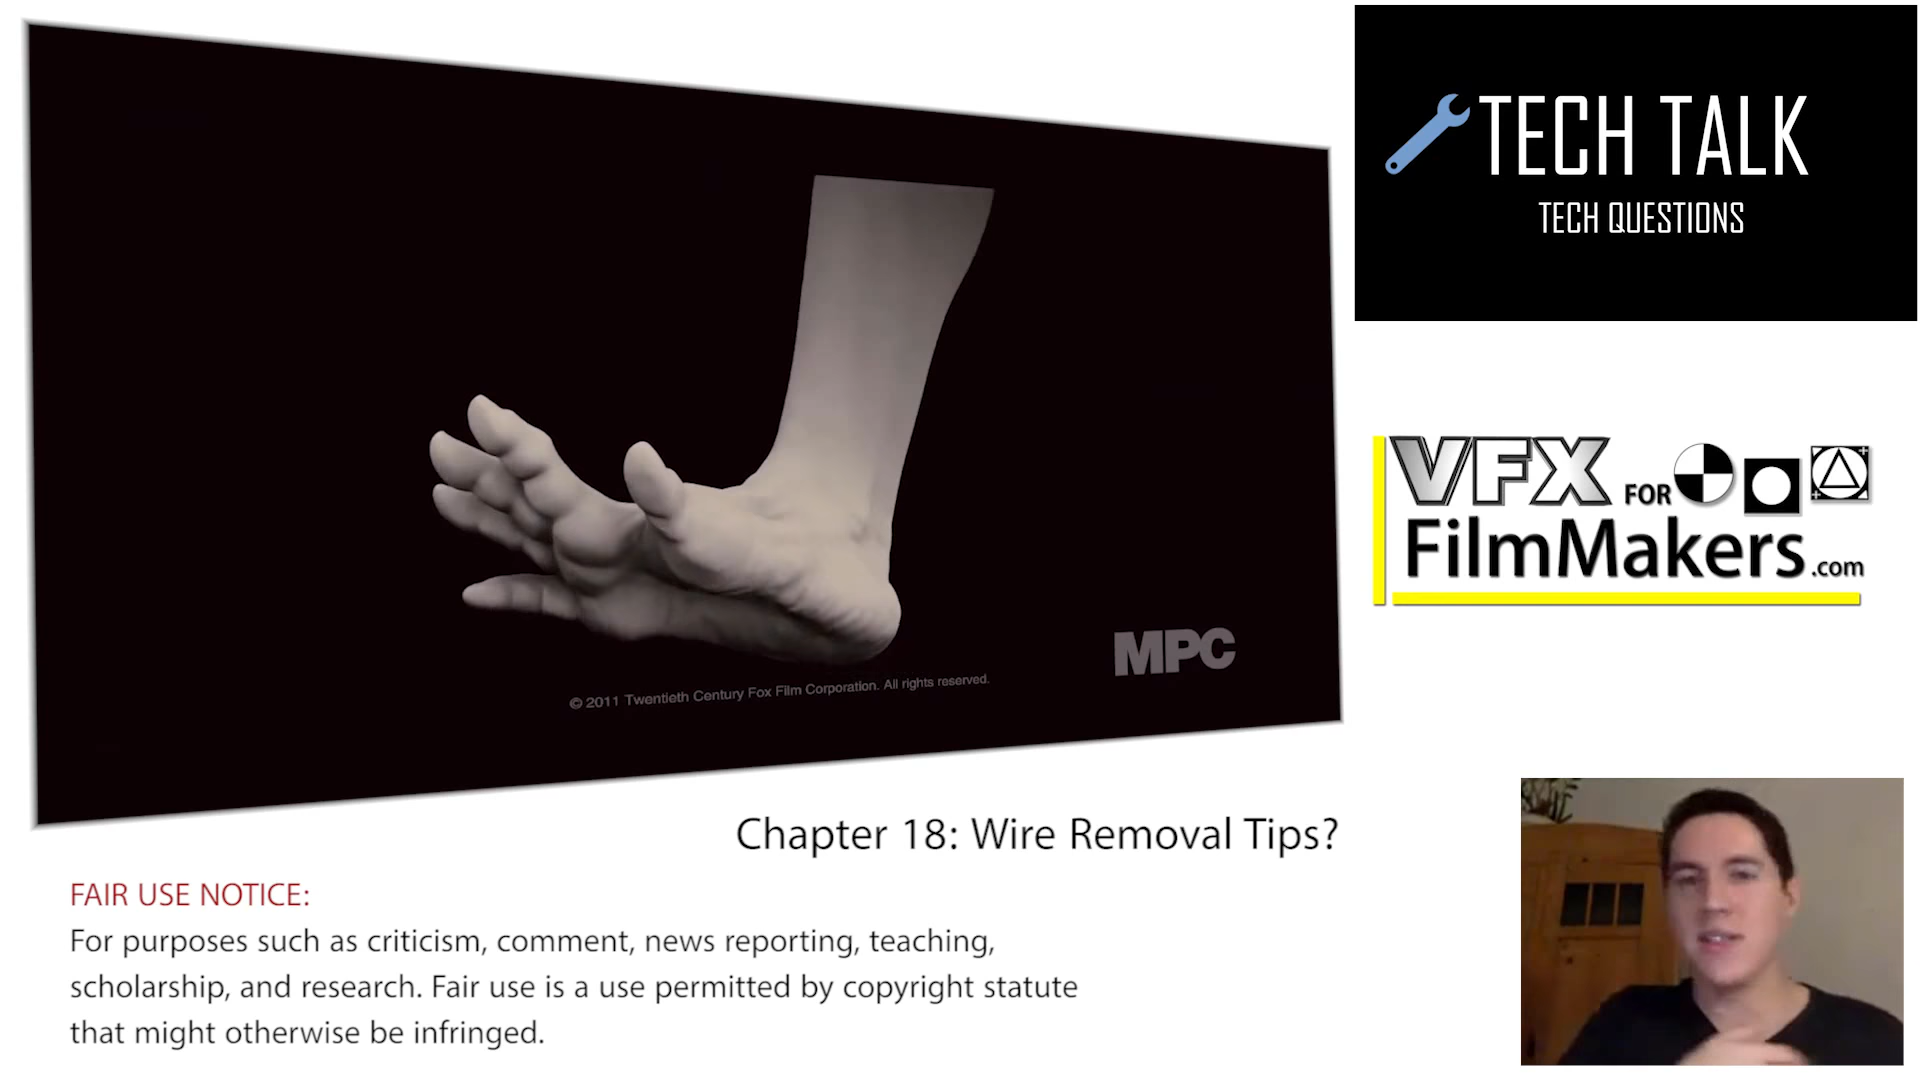 TECH TALK
TECH QUESTIONS
VFX FOR
FilmMakers.com
MPC
© 2011 Twentieth Century Fox Film Corporation. All rights reserved.
Chapter 18: Wire Removal Tips?
FAIR USE NOTICE:
For purposes such as criticism, comment, news reporting, teaching,
scholarship, and research. Fair use is a use permitted by copyright statute
that might otherwise be infringed.